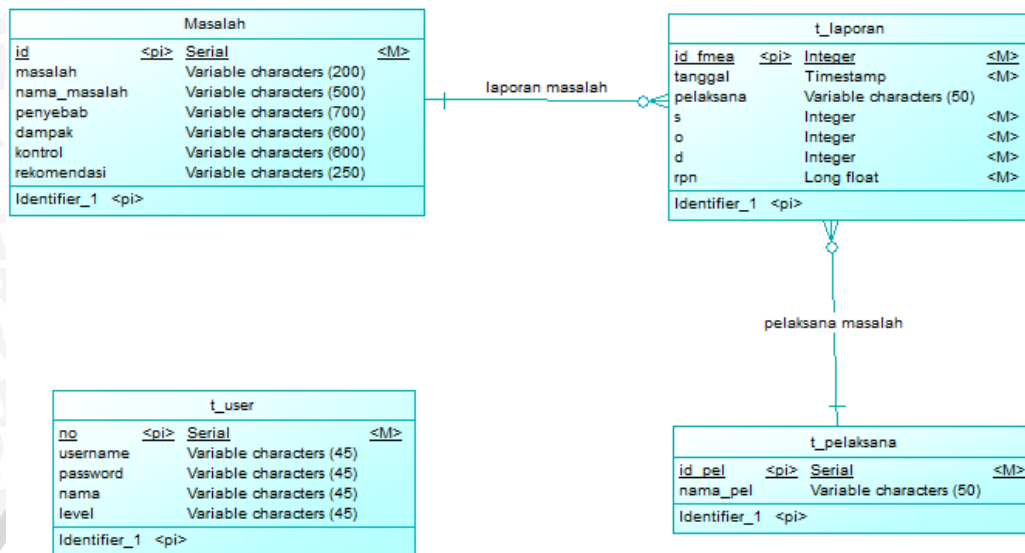 Masalah
id <pi> Serial <M>
masalah Variable characters (200)
nama_masalah Variable characters (500)
penyebab Variable characters (700)
dampak Variable characters (600)
kontrol Variable characters (600)
rekomendasi Variable characters (250)
Identifier_1 <pi>
laporan masalah
t_laporan
id_fmea <pi> Integer <M>
tanggal Timestamp <M>
pelaksana Variable characters (50)
s Integer <M>
o Integer <M>
d Integer <M>
rpn Long float <M>
Identifier_1 <pi>
pelaksana masalah
t_user
no <pi> Serial <M>
username Variable characters (45)
password Variable characters (45)
nama Variable characters (45)
level Variable characters (45)
Identifier_1 <pi>
t_pelaksana
id_pel <pi> Serial <M>
nama_pel Variable characters (50)
Identifier_1 <pi>